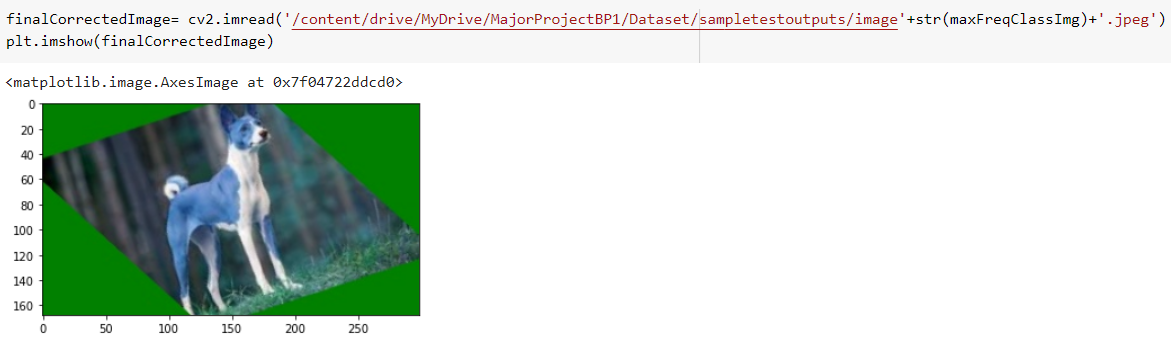 finalCorrectedImage= cv2.imread('/content/drive/MyDrive/MajorProjectBP1/Dataset/sampletestoutputs/image'+str(maxFreqClassImg)+'.jpeg')
plt.imshow(finalCorrectedImage)
<matplotlib.image.AxesImage at 0x7f04722ddcd0>
0
20
40
60
80
100
120
140
160
0 50 100 150 200 250